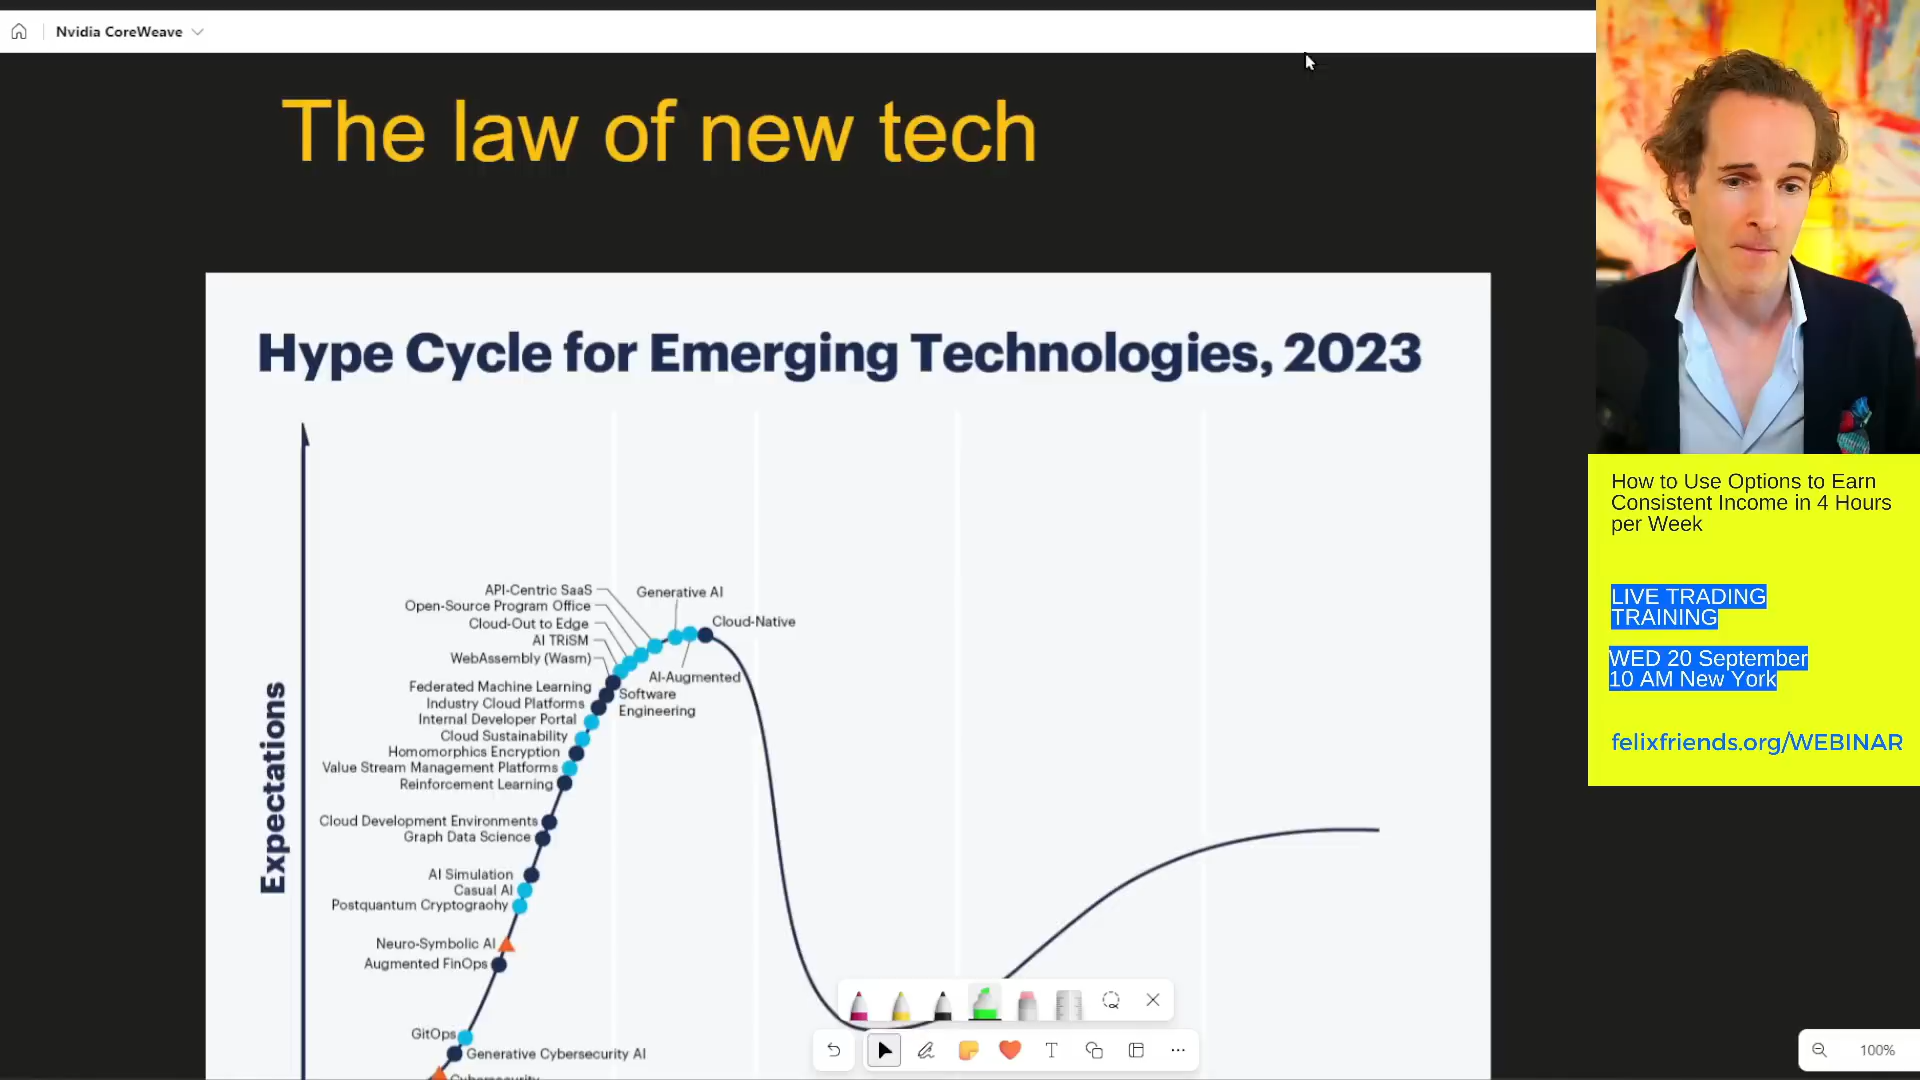 Nvidia CoreWeave
The law of new tech
Hype Cycle for Emerging Technologies, 2023
Expectations
API-Centric SaaS
Generative AI
Open-Source Program Office
Cloud-Out to Edge
Cloud-Native
AI TRiSM
WebAssembly (Wasm)
AI-Augmented
Software
Engineering
Federated Machine Learning
Industry Cloud Platforms
Internal Developer Portal
Cloud Sustainability
Homomorphics Encryption
Value Stream Management Platforms
Reinforcement Learning
Cloud Development Environments
Graph Data Science
AI Simulation
Casual AI
Postquantum Cryptograohy
Neuro-Symbolic AI
Augmented FinOps
GitOps
Generative Cybersecurity AI
Cybersecurity
How to Use Options to Earn
Consistent Income in 4 Hours
per Week
LIVE TRADING
TRAINING
WED 20 September
10 AM New York
felixfriends.org/WEBINAR
100%